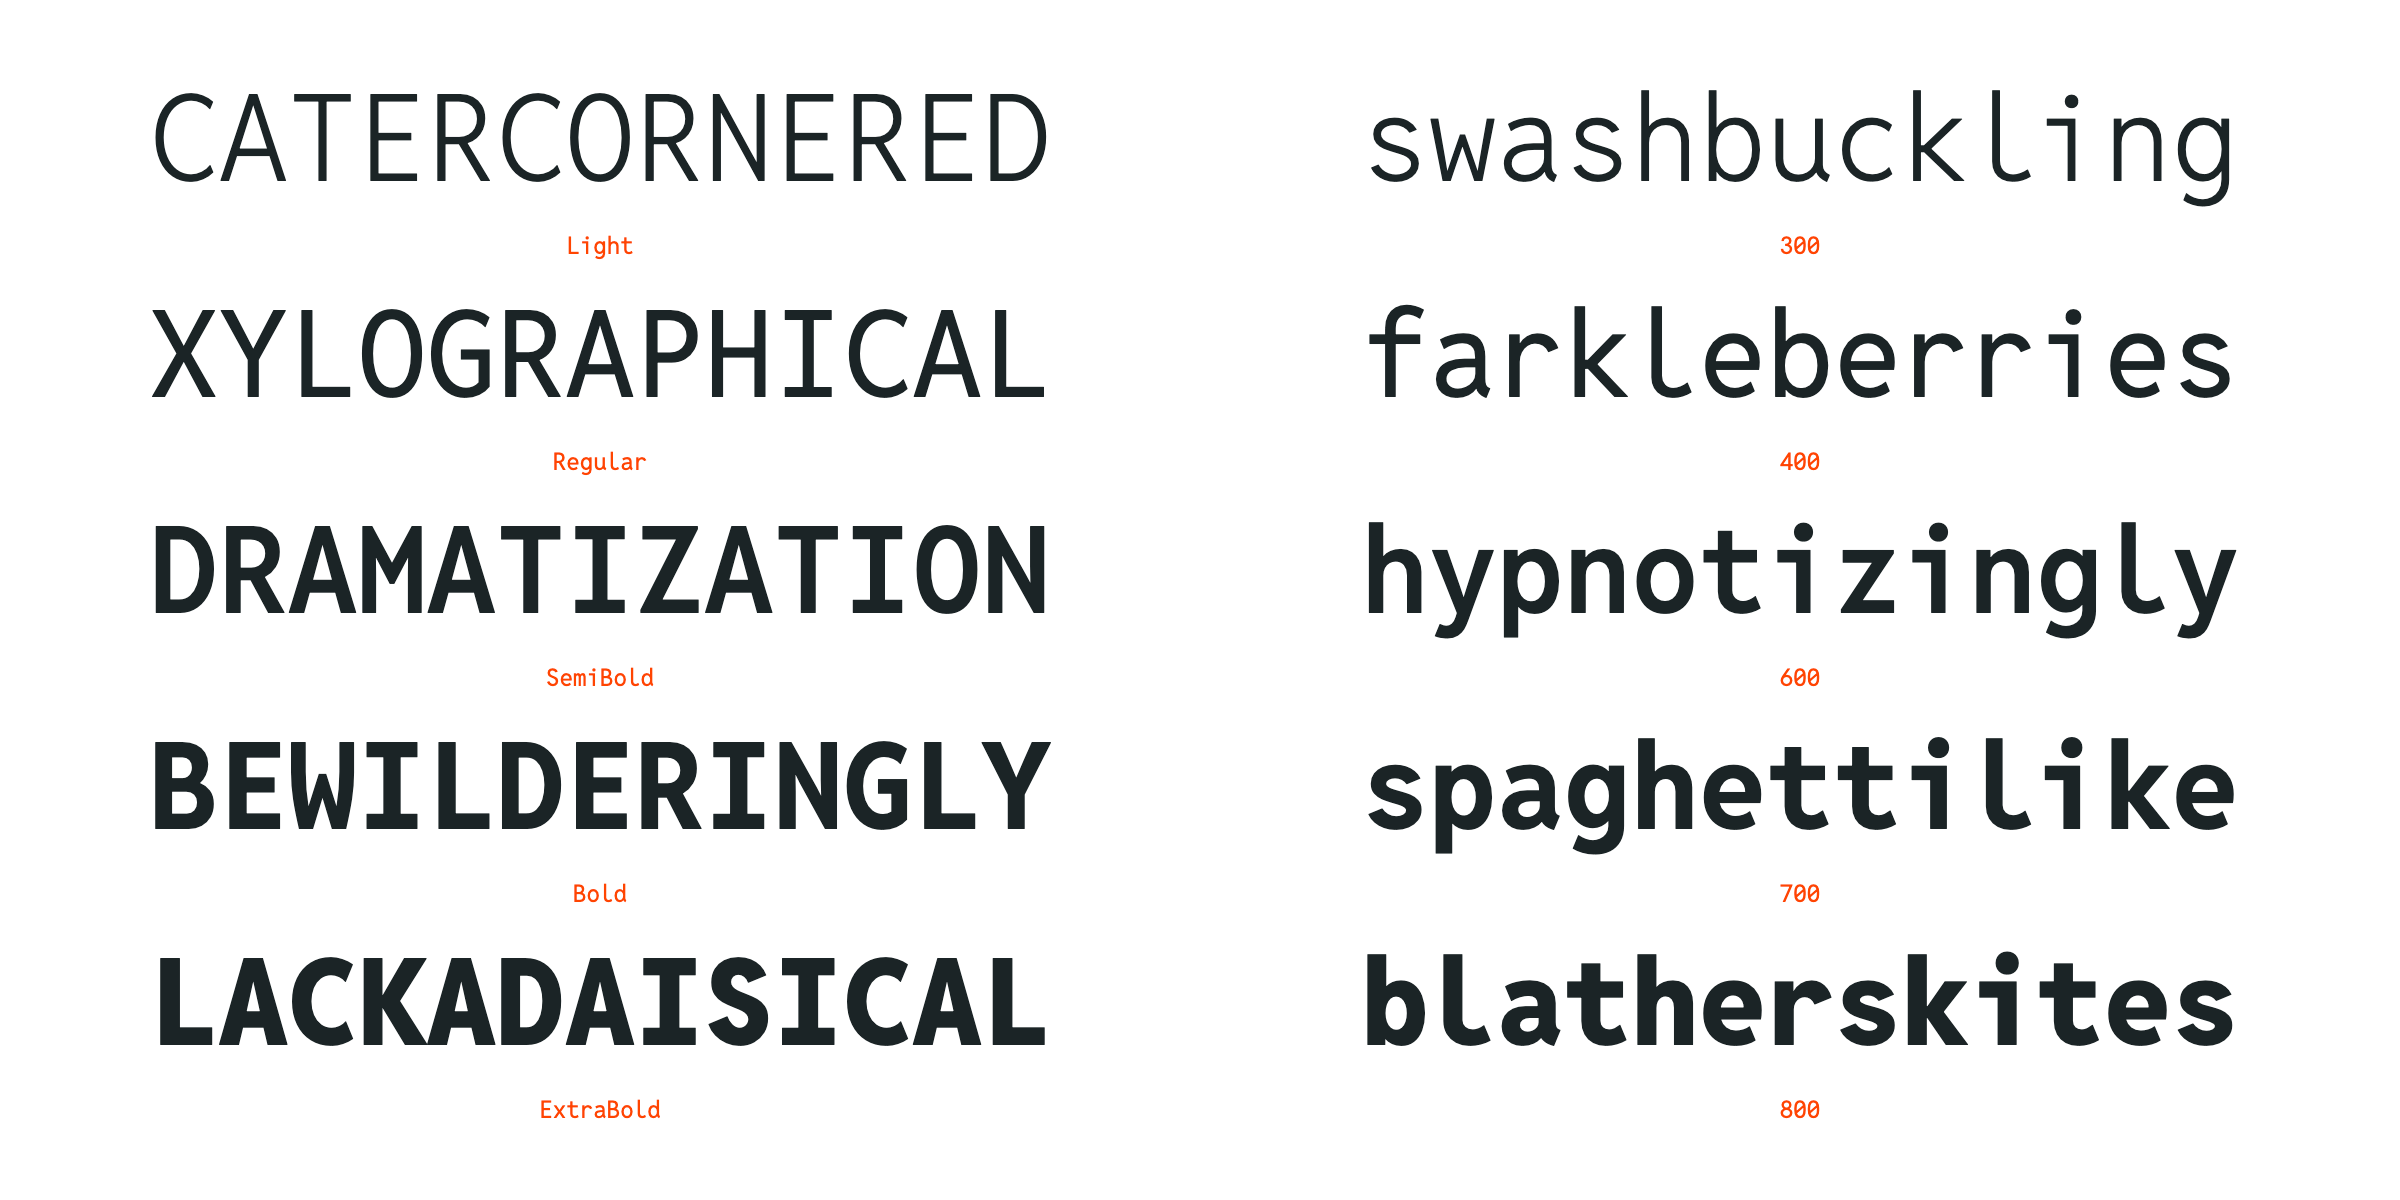 CATERCORNERED swashbuckling
Light 300
XYLOGRAPHICAL farkleberries
Regular 400
DRAMATIZATION hypnotizingly
SemiBold 600
BEWILDERINGLY spaghettilike
Bold 700
LACKADAISICAL blatherskites
ExtraBold 800